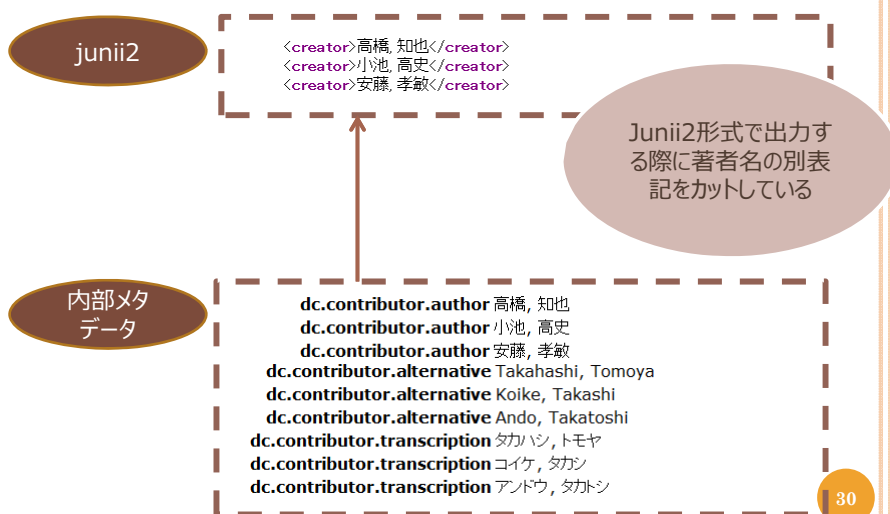 junii2
<creator>高橋, 知也</creator>
<creator>小池, 高史</creator>
<creator>安藤, 孝敏</creator>
Junii2形式で出力す
る際に著者名の別表
記をカットしている
内部メタ
データ
dc.contributor.author 高橋, 知也
dc.contributor.author 小池, 高史
dc.contributor.author 安藤, 孝敏
dc.contributor.alternative Takahashi, Tomoya
dc.contributor.alternative Koike, Takashi
dc.contributor.alternative Ando, Takatoshi
dc.contributor.transcription タカハシ, トモヤ
dc.contributor.transcription コイケ, タカシ
dc.contributor.transcription アンドウ, タカトシ
30